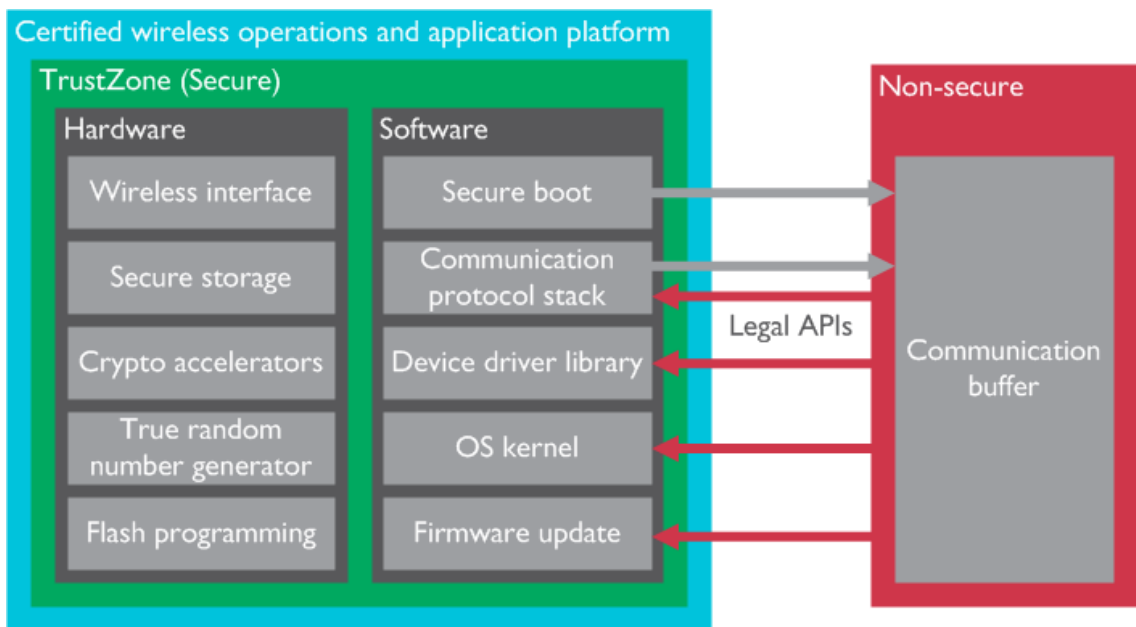 Certified wireless operations and application platform
TrustZone (Secure)
Hardware
Wireless interface
Secure storage
Crypto accelerators
True random
number generator
Flash programming
Software
Secure boot
Communication
protocol stack
Device driver library
OS kernel
Firmware update
Legal APIs
Non-secure
Communication
buffer